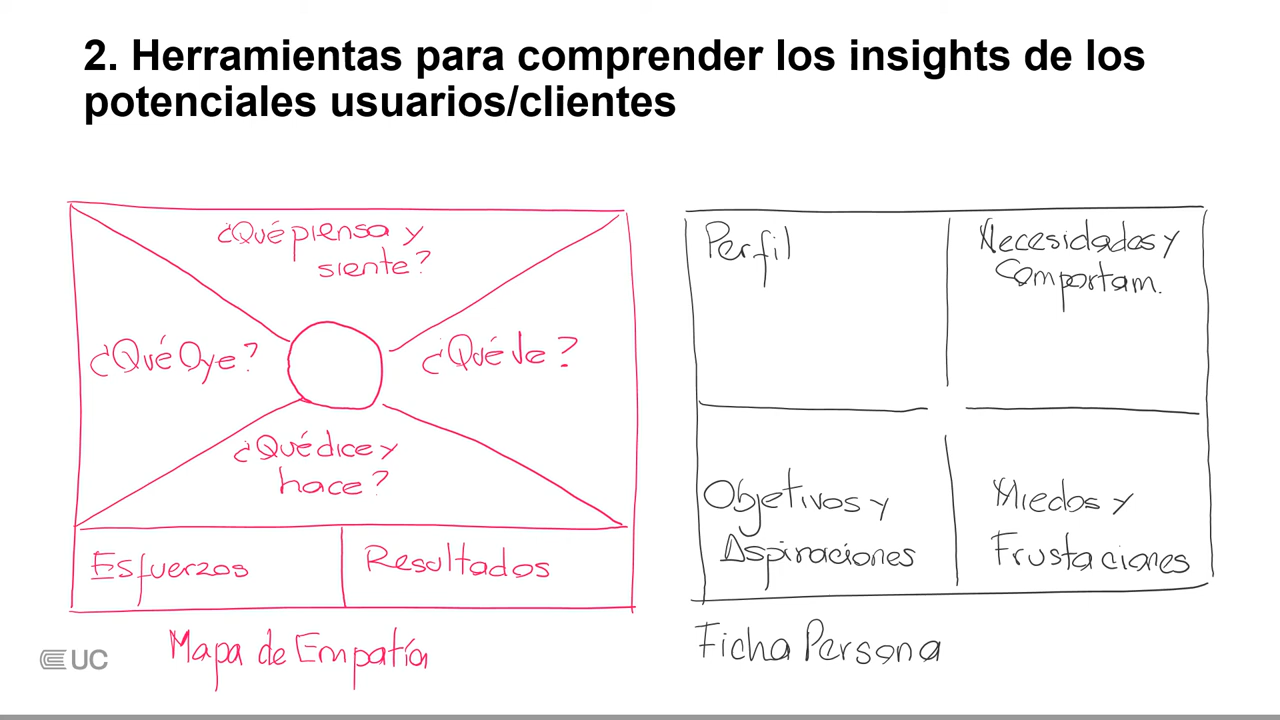 2. Herramientas para comprender los insights de los
potenciales usuarios/clientes
¿Qué piensa y
siente?
¿Qué Oye?
¿Qué ve?
¿Qué dice y
hace?
Esfuerzos
Resultados
Mapa de Empatía
Perfil
Necesidades y
Comportam.
Objetivos y
Aspiraciones
Miedos y
Frustaciones
Ficha Persona
UC